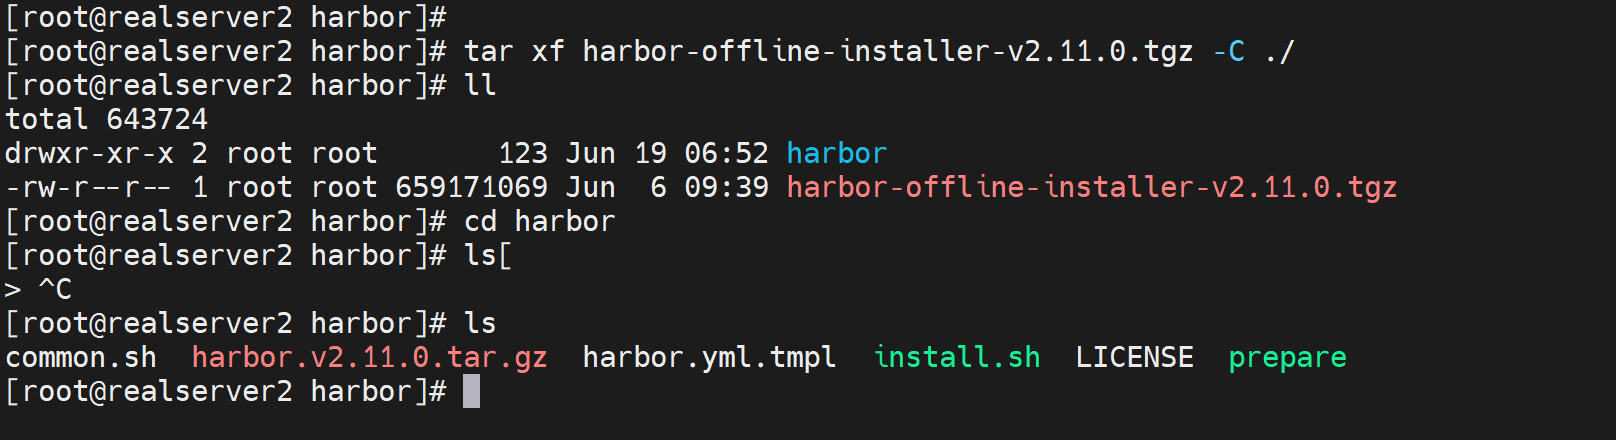 [root@realserver2 harbor]#
[root@realserver2 harbor]# tar xf harbor-offline-installer-v2.11.0.tgz -C ./
[root@realserver2 harbor]# ll
total 643724
drwxr-xr-x 2 root root       123 Jun 19 06:52 harbor
-rw-r--r-- 1 root root 659171069 Jun  6 09:39 harbor-offline-installer-v2.11.0.tgz
[root@realserver2 harbor]# cd harbor
[root@realserver2 harbor]# ls[
> ^C
[root@realserver2 harbor]# ls
common.sh  harbor.v2.11.0.tar.gz  harbor.yml.tmpl  install.sh  LICENSE  prepare
[root@realserver2 harbor]#